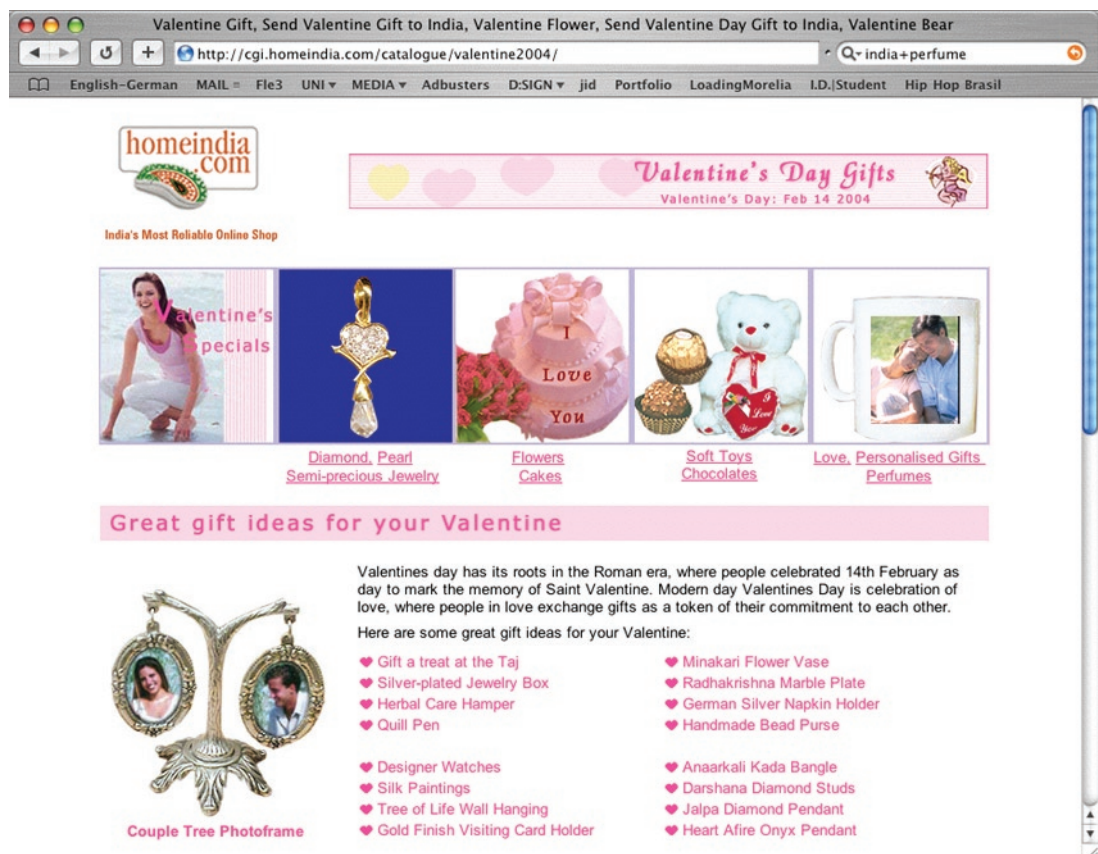 Valentine Gift, Send Valentine Gift to India, Valentine Flower, Send Valentine Day Gift to India, Valentine Bear
http://cgi.homeindia.com/catalogue/valentine2004/
india+perfume
English-German MAIL Fle3 UNI MEDIA Adbusters D:SIGN jid Portfolio LoadingMorelia I.D.|Student Hip Hop Brasil
homeindia
.com
India's Most Reliable Online Shop
Valentine's Day Gifts
Valentine's Day: Feb 14 2004
Valentine's
Specials
I
Love
You
I
Love
You
Diamond, Pearl
Semi-precious Jewelry
Flowers
Cakes
Soft Toys
Chocolates
Love, Personalised Gifts
Perfumes
Great gift ideas for your Valentine
Valentines day has its roots in the Roman era, where people celebrated 14th February as
day to mark the memory of Saint Valentine. Modern day Valentines Day is celebration of
love, where people in love exchange gifts as a token of their commitment to each other.
Here are some great gift ideas for your Valentine:
Gift a treat at the Taj
Silver-plated Jewelry Box
Herbal Care Hamper
Quill Pen
Designer Watches
Silk Paintings
Tree of Life Wall Hanging
Gold Finish Visiting Card Holder
Minakari Flower Vase
Radhakrishna Marble Plate
German Silver Napkin Holder
Handmade Bead Purse
Anaarkali Kada Bangle
Darshana Diamond Studs
Jalpa Diamond Pendant
Heart Afire Onyx Pendant
Couple Tree Photoframe